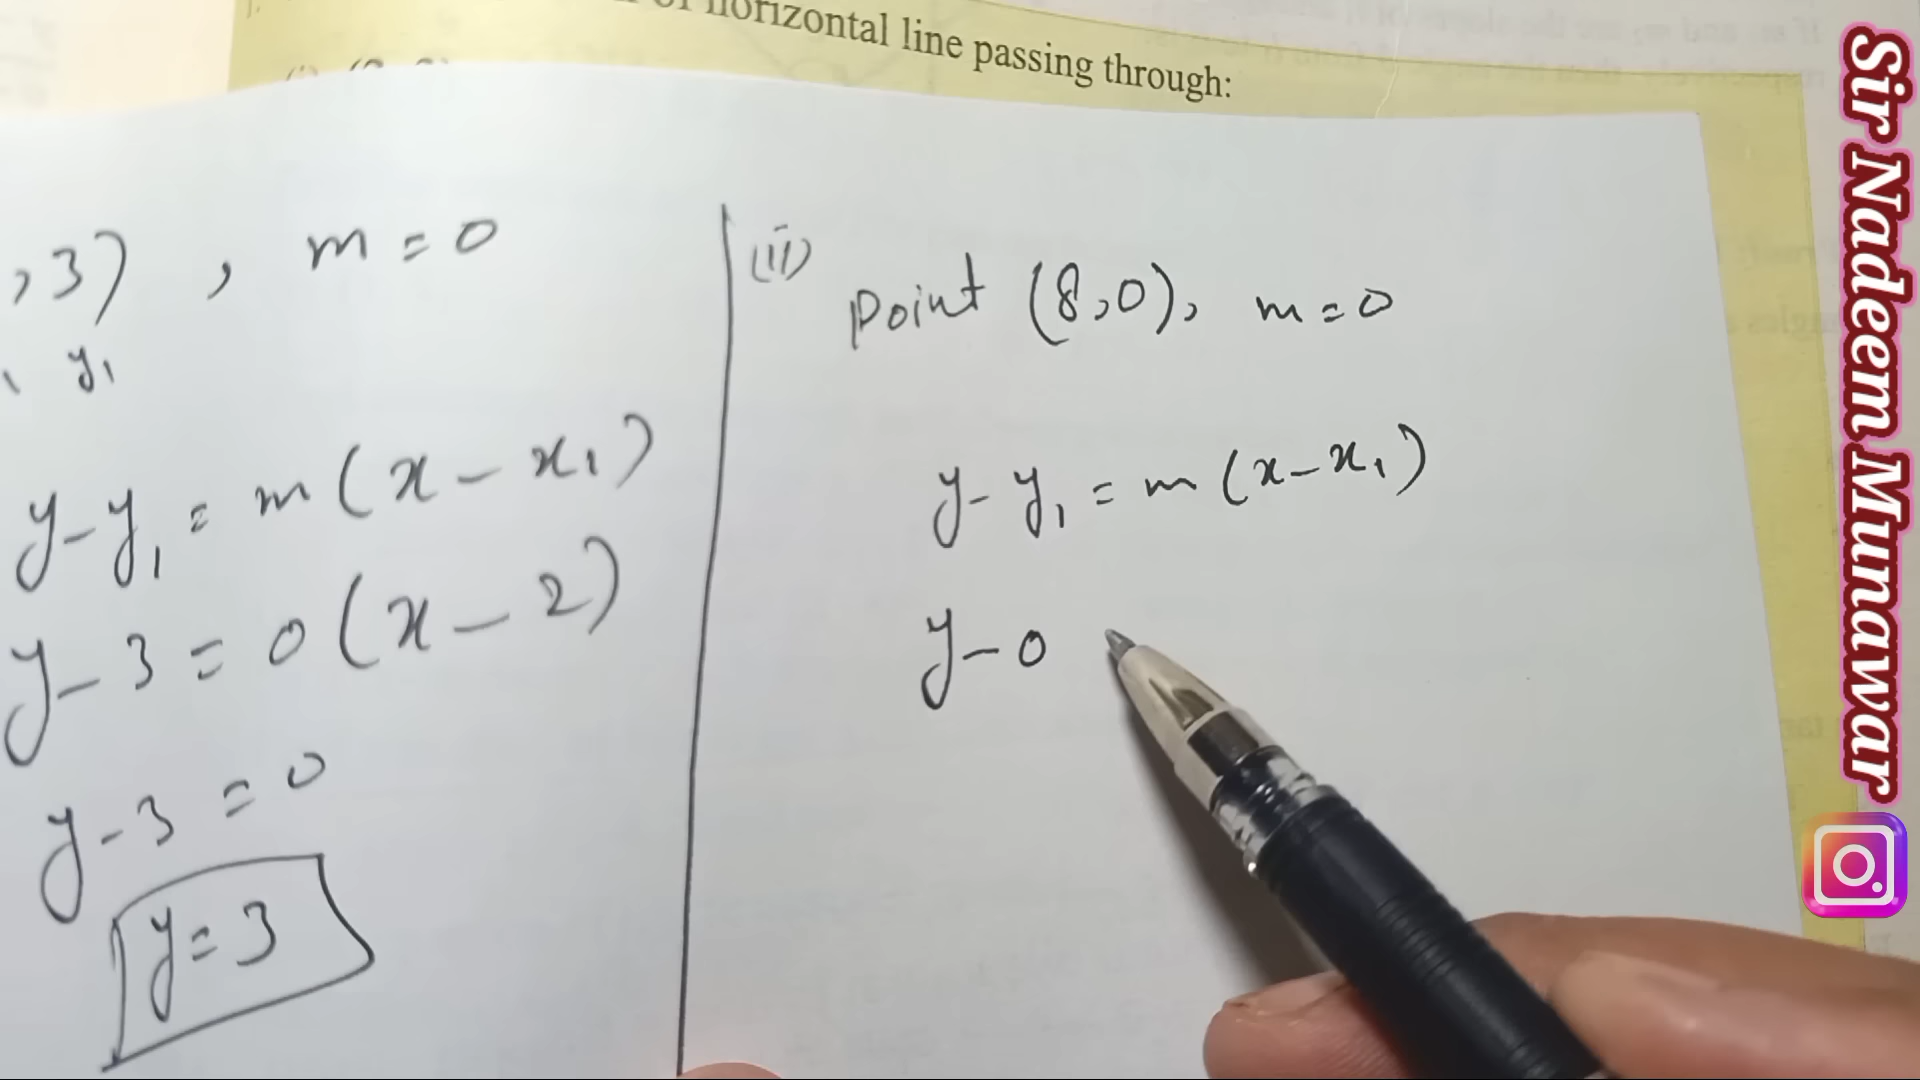 horizontal line passing through:
, 3) , m = 0
y₁
y - y₁ = m (x - x₁)
y - 3 = 0 (x - 2)
y - 3 = 0
y = 3
(ii)
Point (8,0), m = 0
y - y₁ = m (x - x₁)
y - 0
Sir Nadeem Munawar